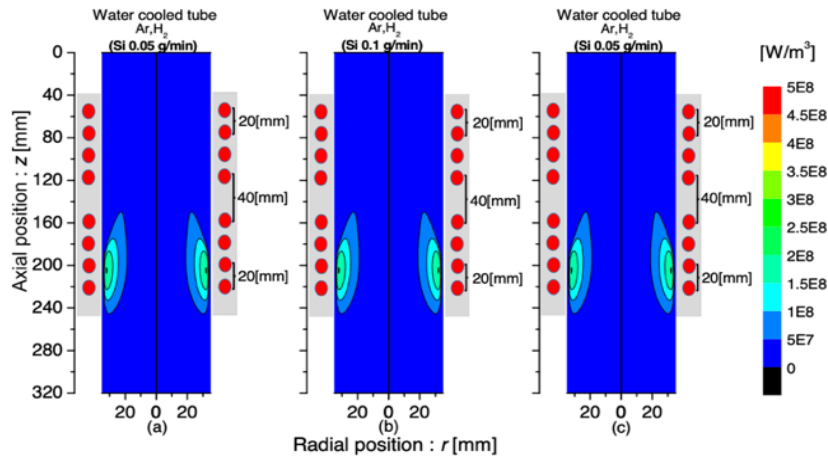 Water cooled tube
Ar,H2
(Si 0.05 g/min)
Water cooled tube
Ar,H2
(Si 0.1 g/min)
Water cooled tube
Ar,H2
(Si 0.05 g/min)
[W/m³]
Axial position : z [mm]
0
40
80
120
160
200
240
280
320
20[mm]
40[mm]
20[mm]
20[mm]
40[mm]
20[mm]
20[mm]
40[mm]
20[mm]
5E8
4.5E8
4E8
3.5E8
3E8
2.5E8
2E8
1.5E8
1E8
5E7
0
20 0 20
20 0 20
20 0 20
(a)
(b)
(c)
Radial position : r [mm]